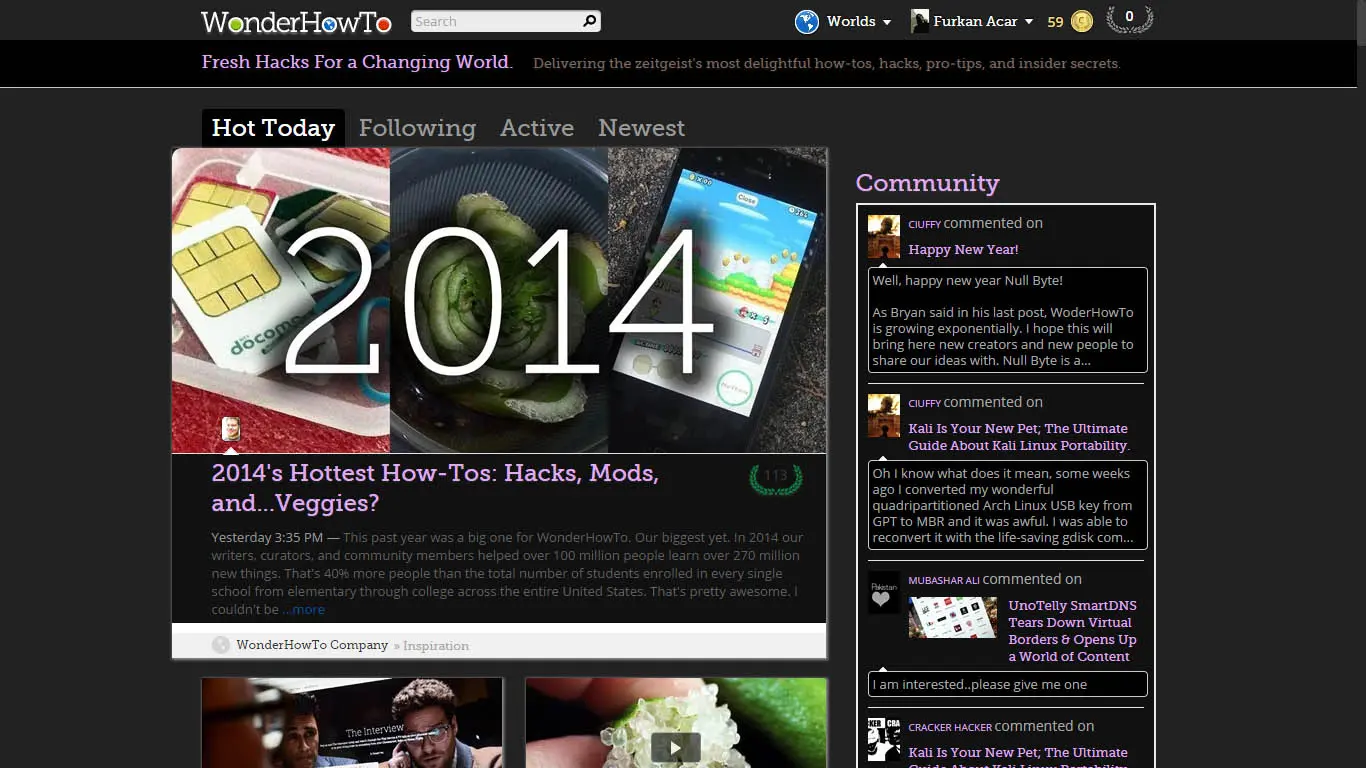 WonderHowTo
Search
Worlds
Furkan Acar
59
0
Fresh Hacks For a Changing World.
Delivering the zeitgeist's most delightful how-tos, hacks, pro-tips, and insider secrets.
Hot Today
Following
Active
Newest
Close
docomo
2014
2014's Hottest How-Tos: Hacks, Mods,
and...Veggies?
113
Yesterday 3:35 PM — This past year was a big one for WonderHowTo. Our biggest yet. In 2014 our
writers, curators, and community members helped over 100 million people learn over 270 million
new things. That's 40% more people than the total number of students enrolled in every single
school from elementary through college across the entire United States. That's pretty awesome. I
couldn't be ...more
WonderHowTo Company » Inspiration
The Interview
Community
CIUFFY commented on
Happy New Year!
Well, happy new year Null Byte!
As Bryan said in his last post, WoderHowTo
is growing exponentially. I hope this will
bring here new creators and new people to
share our ideas with. Null Byte is a...
CIUFFY commented on
Kali Is Your New Pet; The Ultimate
Guide About Kali Linux Portability.
Oh I know what does it mean, some weeks
ago I converted my wonderful
quadripartitioned Arch Linux USB key from
GPT to MBR and it was awful. I was able to
reconvert it with the life-saving gdisk com...
Pakistan
MUBASHAR ALI commented on
UnoTelly SmartDNS
Tears Down Virtual
Borders & Opens Up
a World of Content
I am interested..please give me one
CRACKER HACKER commented on
Kali Is Your New Pet; The Ultimate
Guide About Kali Linux Portability.